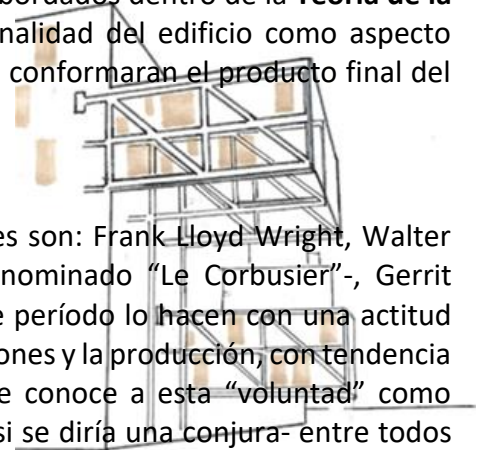 bordados dentro de la Teoría de la
nalidad del edificio como aspecto
conformaran el producto final del
es son: Frank Lloyd Wright, Walter
nominado “Le Corbusier”-, Gerrit
e período lo hacen con una actitud
ones y la producción, con tendencia
e conoce a esta “voluntad” como
si se diría una conjura- entre todos